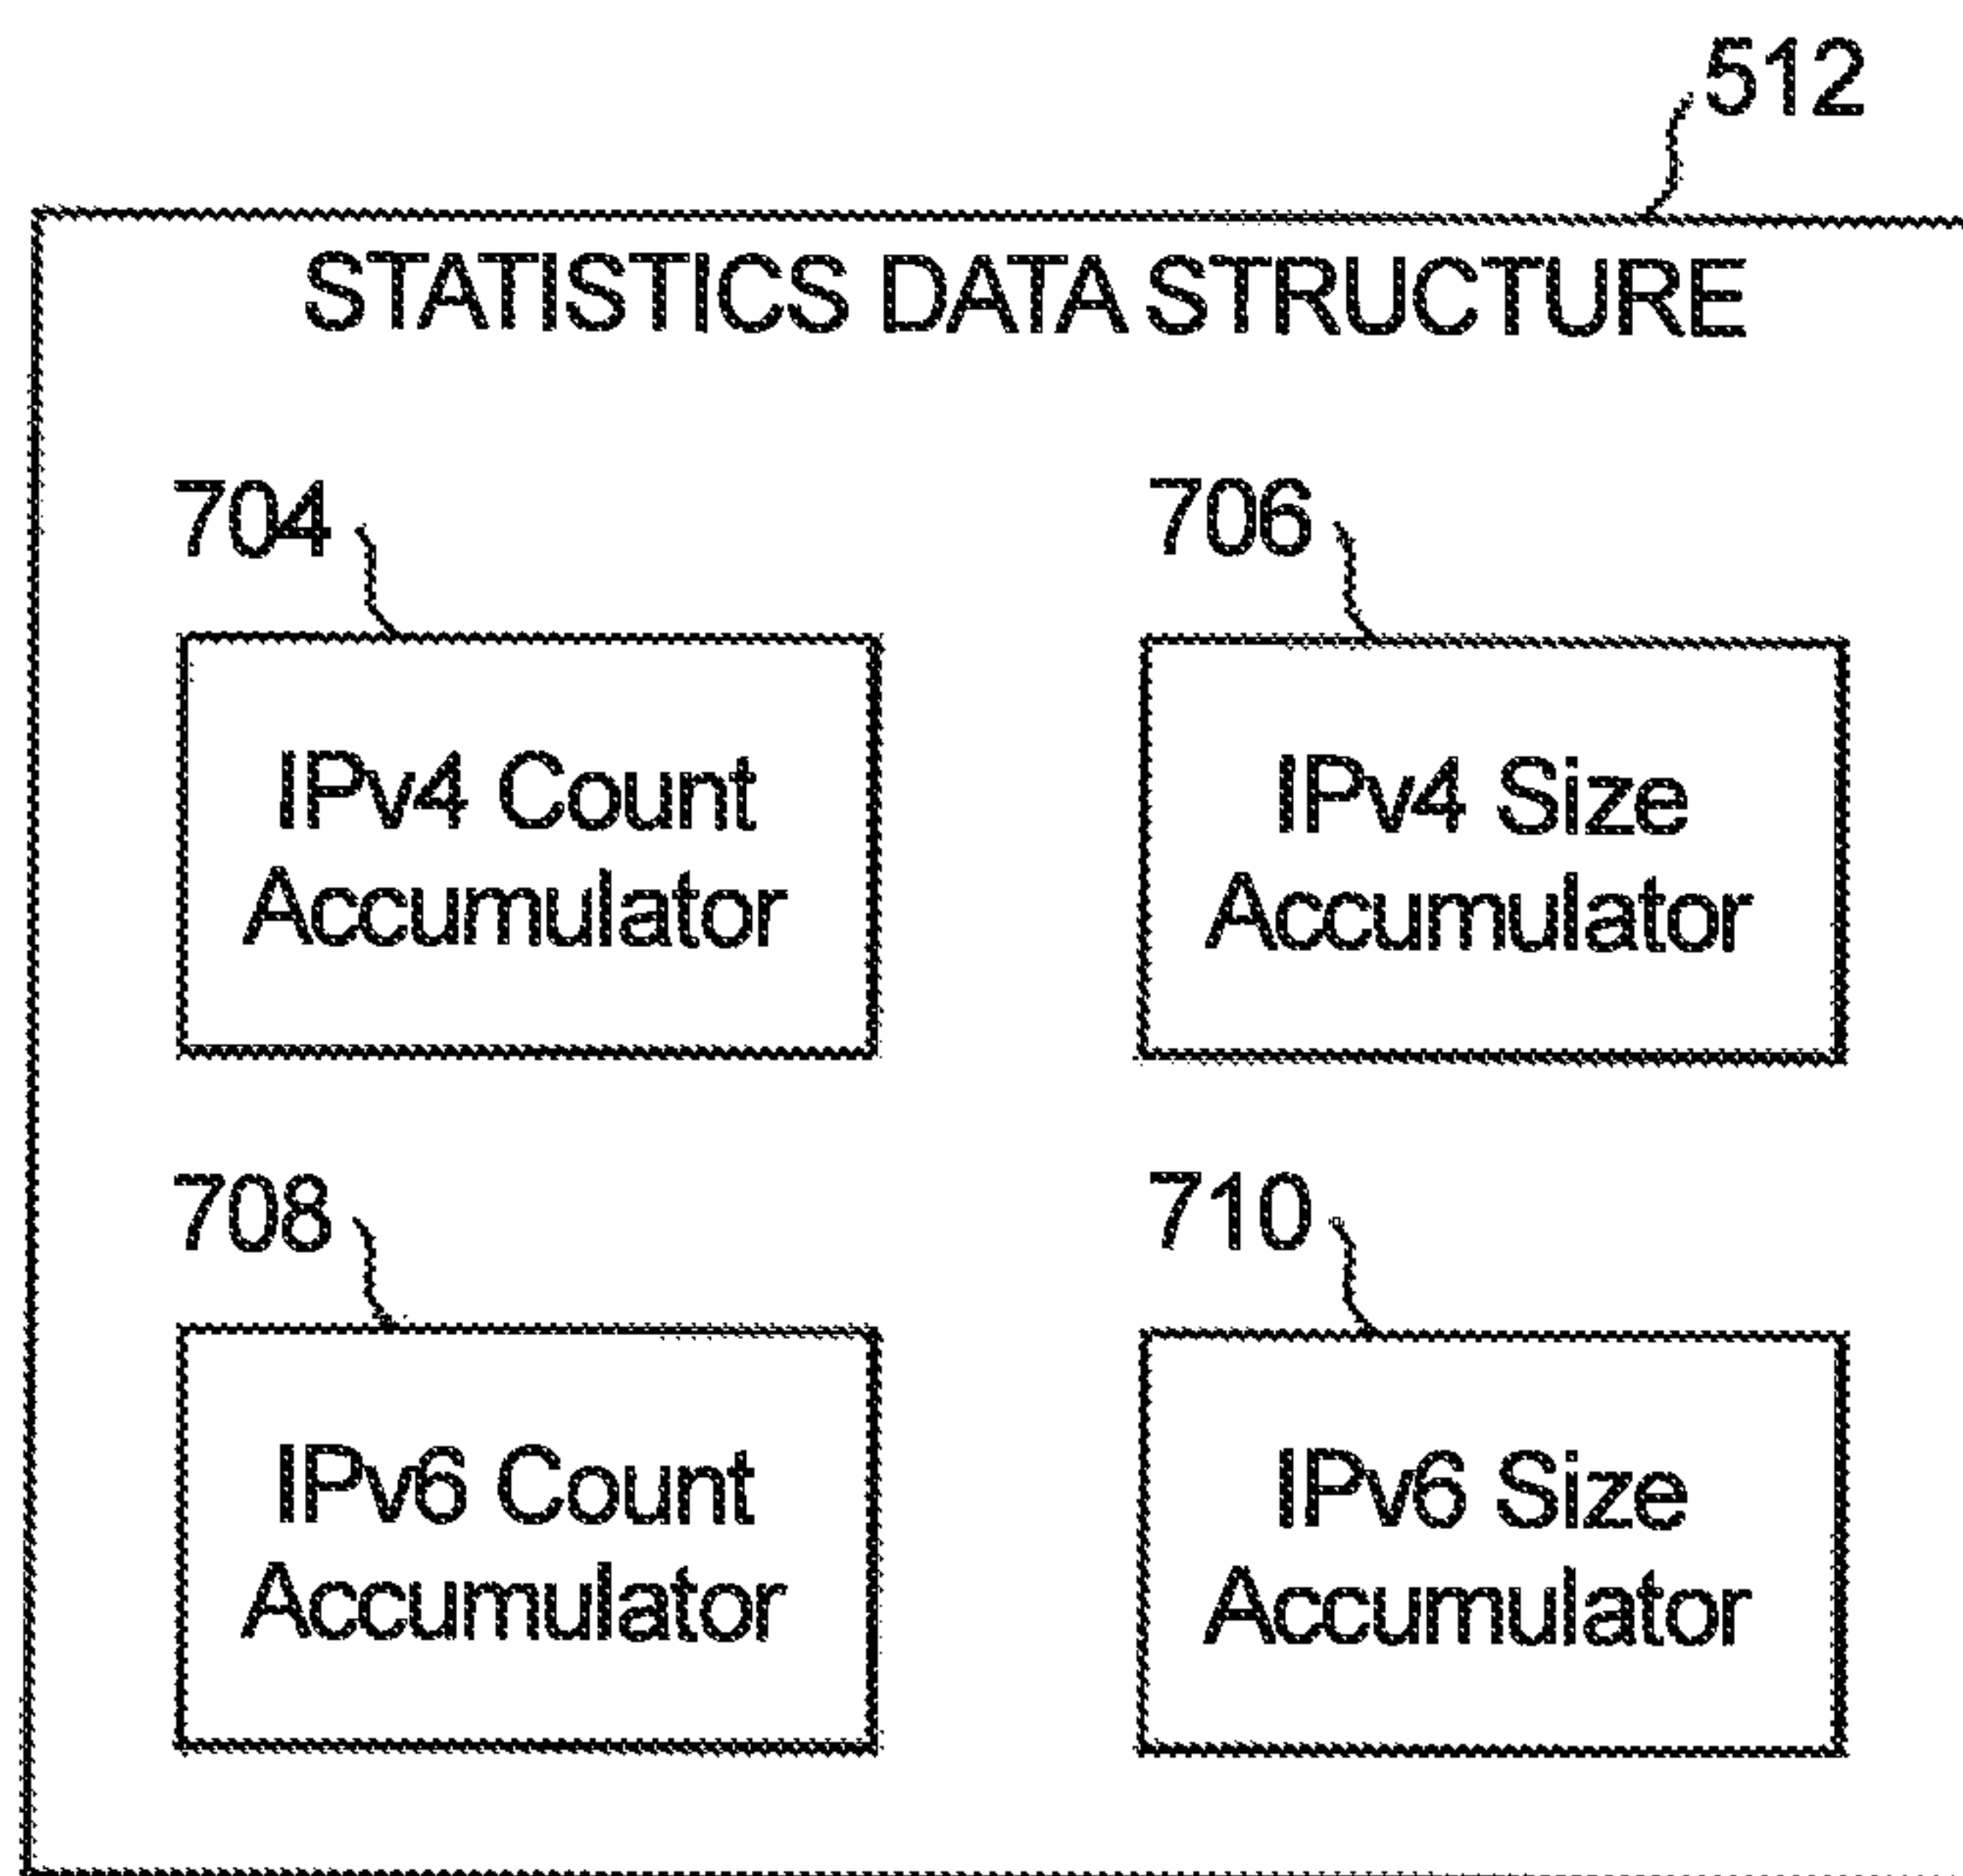 512
STATISTICS DATA STRUCTURE
704
706
IPv4 Count
Accumulator
IPv4 Size
Accumulator
708
710
IPv6 Count
Accumulator
IPv6 Size
Accumulator